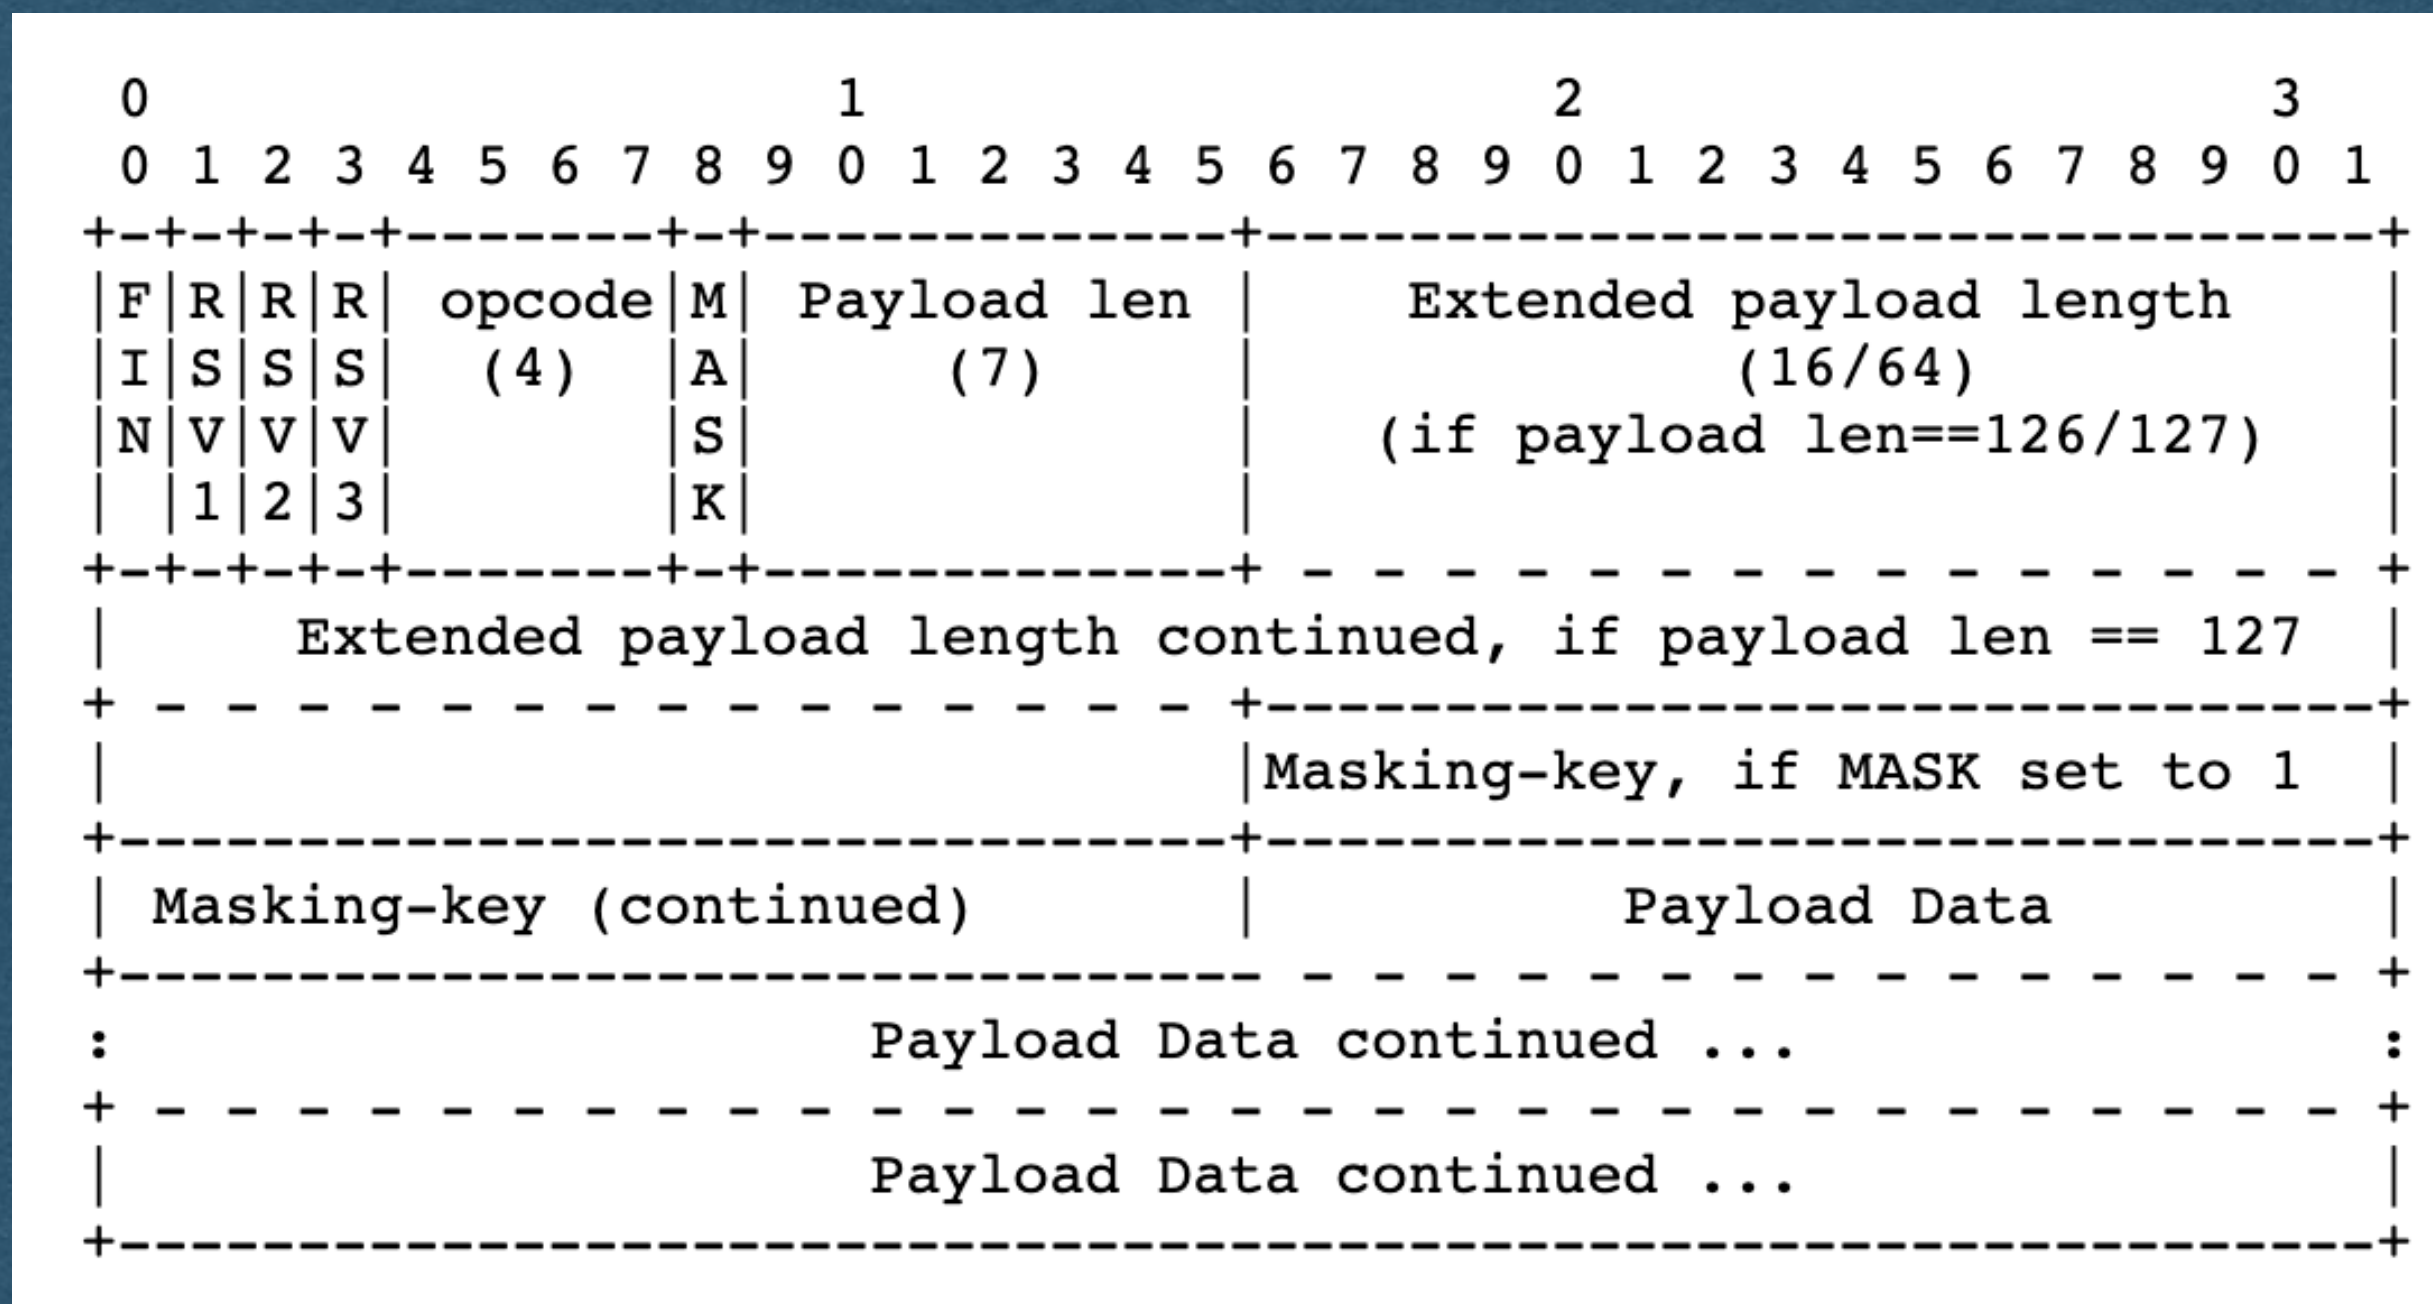 0                   1                   2                   3
      0 1 2 3 4 5 6 7 8 9 0 1 2 3 4 5 6 7 8 9 0 1 2 3 4 5 6 7 8 9 0 1
     +-+-+-+-+-------+-+-------------+-------------------------------+
     |F|R|R|R| opcode|M| Payload len |    Extended payload length    |
     |I|S|S|S|  (4)  |A|     (7)     |             (16/64)           |
     |N|V|V|V|       |S|             |   (if payload len==126/127)   |
     | |1|2|3|       |K|             |                               |
     +-+-+-+-+-------+-+-------------+ - - - - - - - - - - - - - - - +
     |     Extended payload length continued, if payload len == 127  |
     + - - - - - - - - - - - - - - - +-------------------------------+
     |                               |Masking-key, if MASK set to 1  |
     +-------------------------------+-------------------------------+
     | Masking-key (continued)       |          Payload Data         |
     +-------------------------------- - - - - - - - - - - - - - - - +
     :                     Payload Data continued ...                :
     + - - - - - - - - - - - - - - - - - - - - - - - - - - - - - - - +
     |                     Payload Data continued ...                |
     +---------------------------------------------------------------+